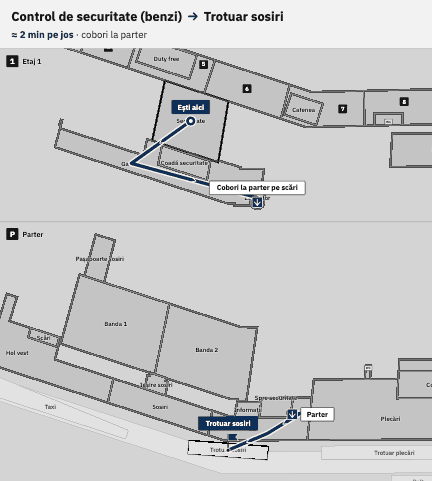 Control de securitate (benzi) → Trotuar sosiri
≈ 2 min pe jos · cobori la parter
1 Etaj 1
Duty free
5
6
Cafenea
7
8
Ești aici
Coadă securitate
Cobori la parter pe scări
P Parter
Pașapoarte sosiri
Banda 1
Banda 2
Scări
Hol vest
Ieșire sosiri
Sosiri
Taxi
Spre securitate
Informații
Parter
Plecări
Trotuar sosiri
Trotuar plecări